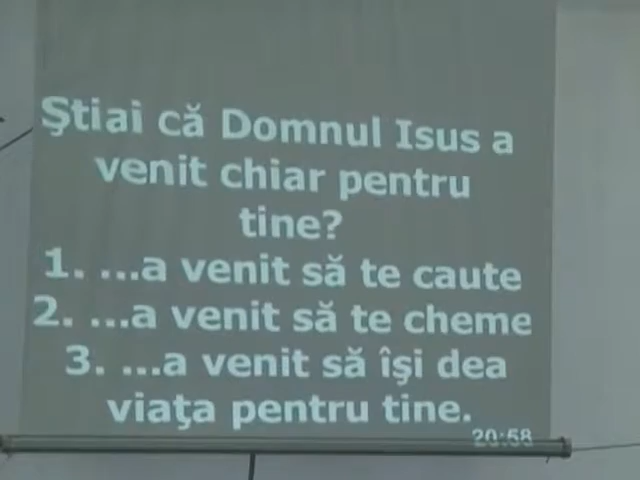 Ştiai că Domnul Isus a
venit chiar pentru
tine?
1. ...a venit să te caute
2. ...a venit să te cheme
3. ...a venit să îşi dea
viaţa pentru tine.
20:58